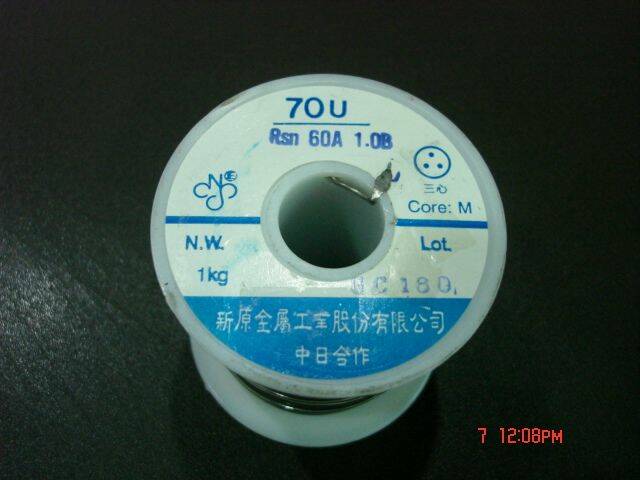 70U
Rsn 60A 1.0B
三心
Core: M
N.W.
Lot.
1kg
C180
新原金属工業股份有限公司
中日合作
7 12:08PM